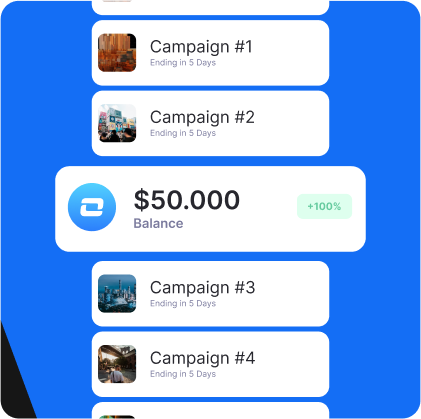 Campaign #1
Ending in 5 Days
Campaign #2
Ending in 5 Days
$50.000
Balance
+100%
Campaign #3
Ending in 5 Days
Campaign #4
Ending in 5 Days